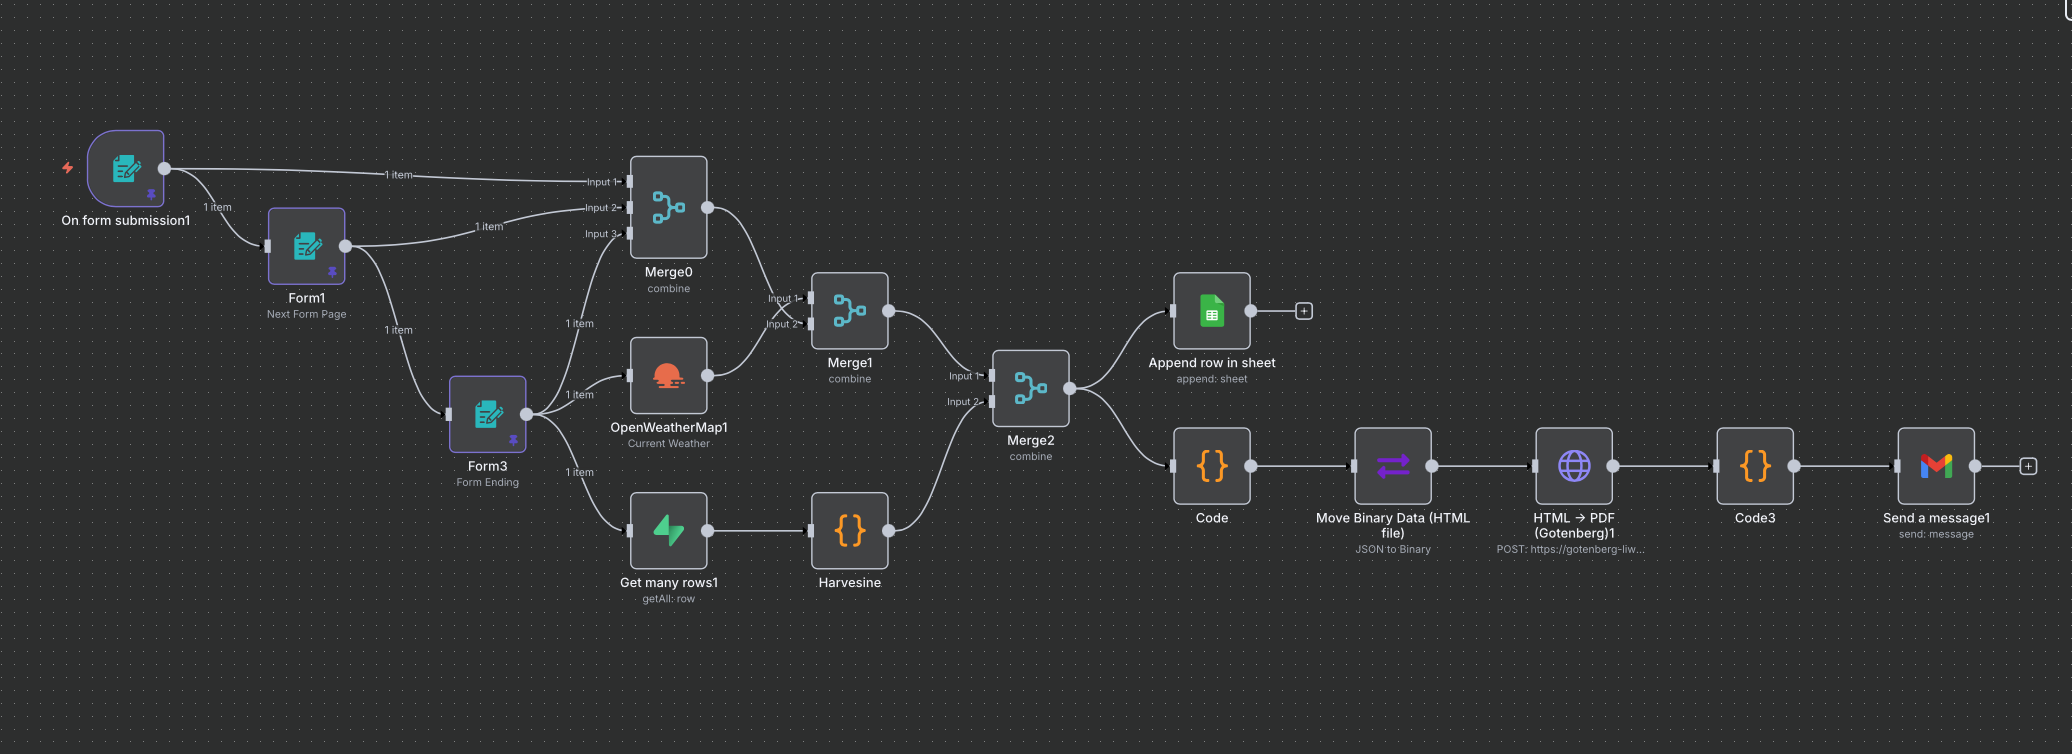 On form submission1
1 item
1 item
Form1
Next Form Page
1 item
1 item
Form3
Form Ending
1 item
1 item
1 item
Input 1
Input 2
Input 3
Merge0
combine
OpenWeatherMap1
Current Weather
Get many rows1
getAll: row
Harvesine
Input 1
Input 2
Merge1
combine
Input 1
Input 2
Merge2
combine
Append row in sheet
append: sheet
Code
Move Binary Data (HTML
file)
JSON to Binary
HTML → PDF
(Gotenberg)1
POST: https://gotenberg-liw...
Code3
Send a message1
send: message